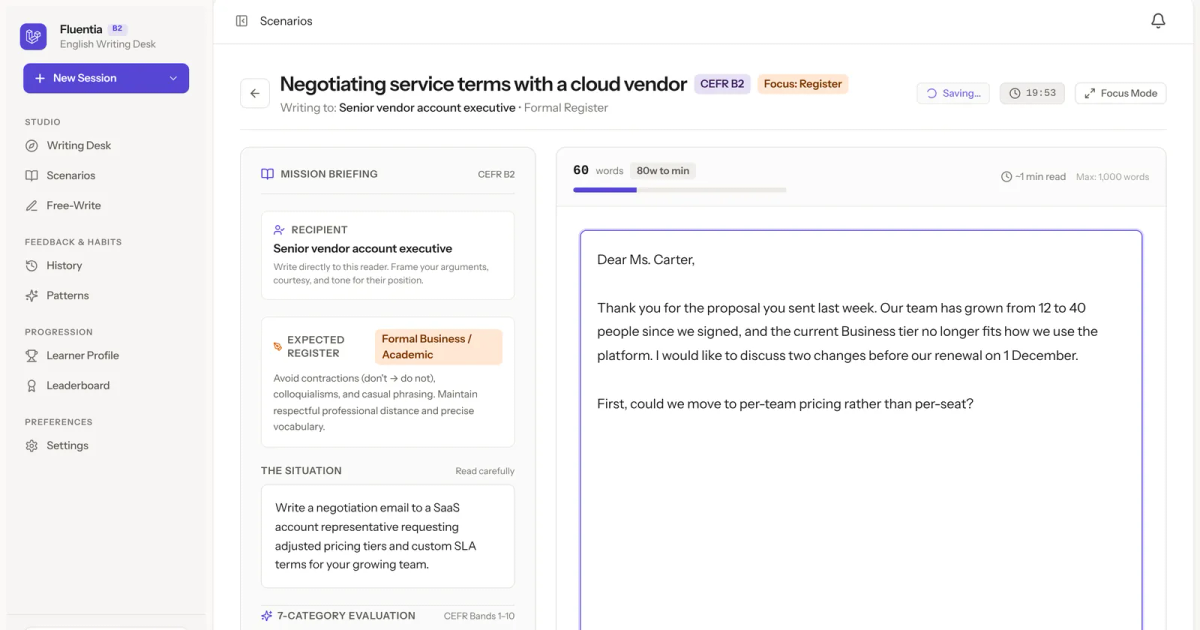 Fluentia B2
English Writing Desk
New Session
STUDIO
Writing Desk
Scenarios
Free-Write
FEEDBACK & HABITS
History
Patterns
PROGRESSION
Learner Profile
Leaderboard
PREFERENCES
Settings
Scenarios
Negotiating service terms with a cloud vendor CEFR B2 Focus: Register
Writing to: Senior vendor account executive • Formal Register
Saving... 19:53 Focus Mode
MISSION BRIEFING CEFR B2
RECIPIENT
Senior vendor account executive
Write directly to this reader. Frame your arguments,
courtesy, and tone for their position.
EXPECTED
REGISTER
Formal Business /
Academic
Avoid contractions (don't → do not),
colloquialisms, and casual phrasing. Maintain
respectful professional distance and precise
vocabulary.
THE SITUATION Read carefully
Write a negotiation email to a SaaS
account representative requesting
adjusted pricing tiers and custom SLA
terms for your growing team.
7-CATEGORY EVALUATION CEFR Bands 1-10
60 words 80w to min
~1 min read Max: 1,000 words
Dear Ms. Carter,
Thank you for the proposal you sent last week. Our team has grown from 12 to 40
people since we signed, and the current Business tier no longer fits how we use the
platform. I would like to discuss two changes before our renewal on 1 December.
First, could we move to per-team pricing rather than per-seat?